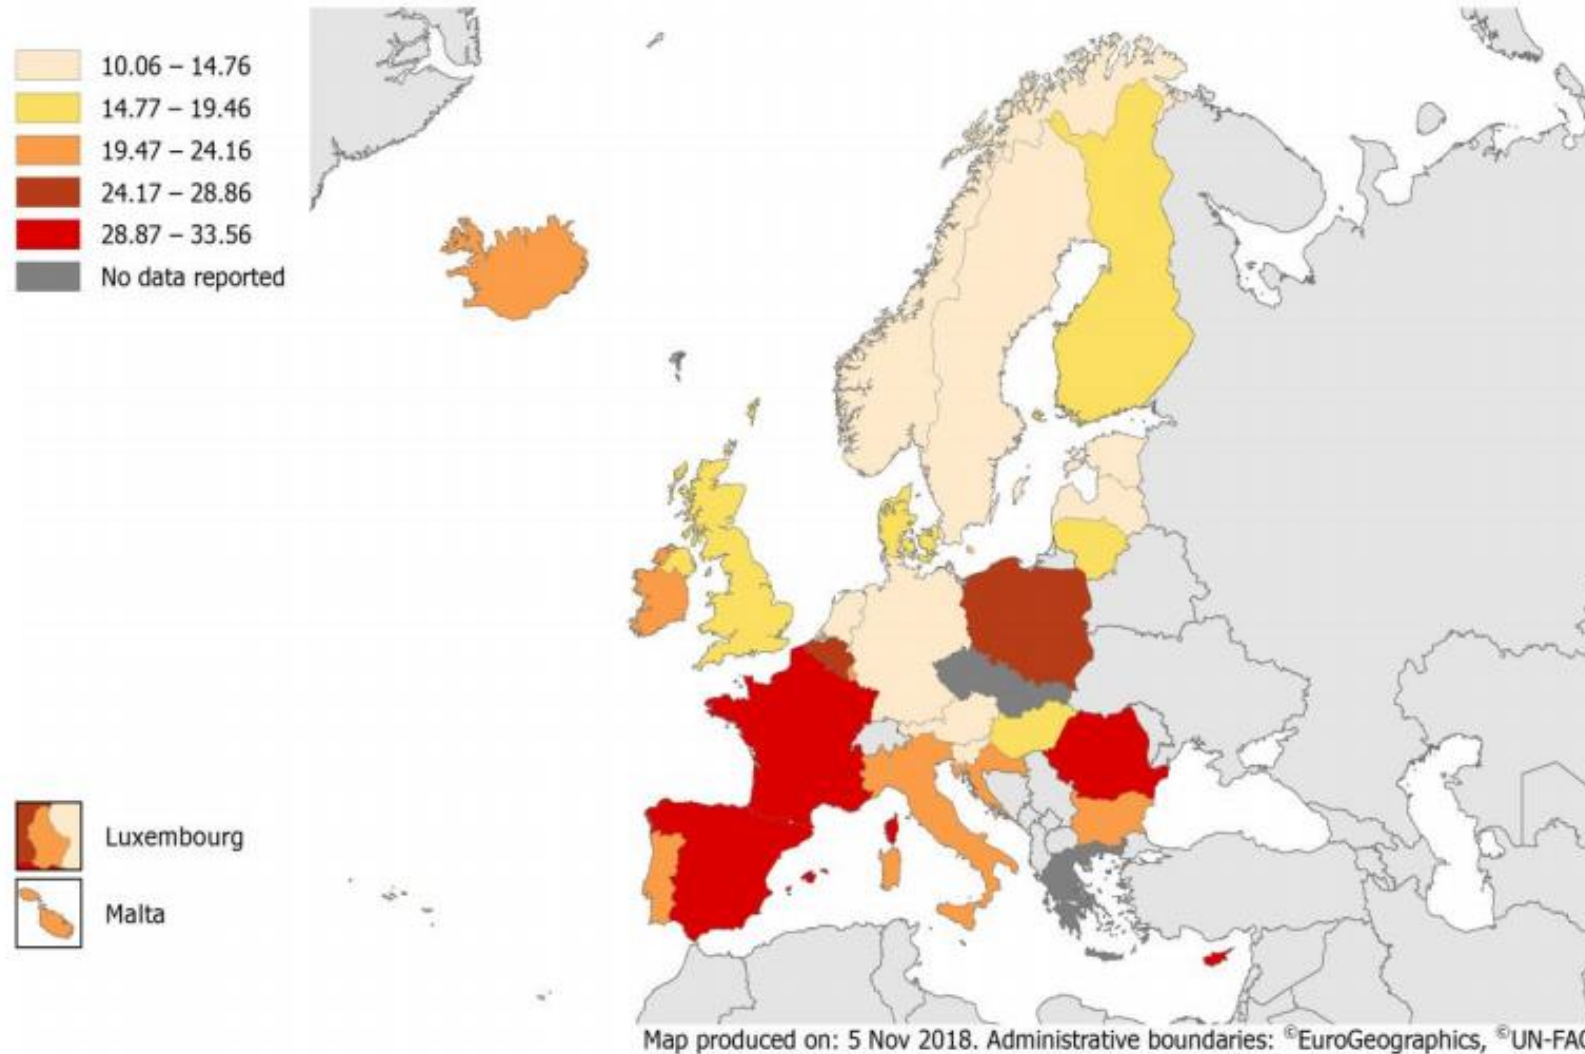 10.06 – 14.76
14.77 – 19.46
19.47 – 24.16
24.17 – 28.86
28.87 – 33.56
No data reported
Luxembourg
Malta
Map produced on: 5 Nov 2018. Administrative boundaries: ©EuroGeographics, ©UN-FAO